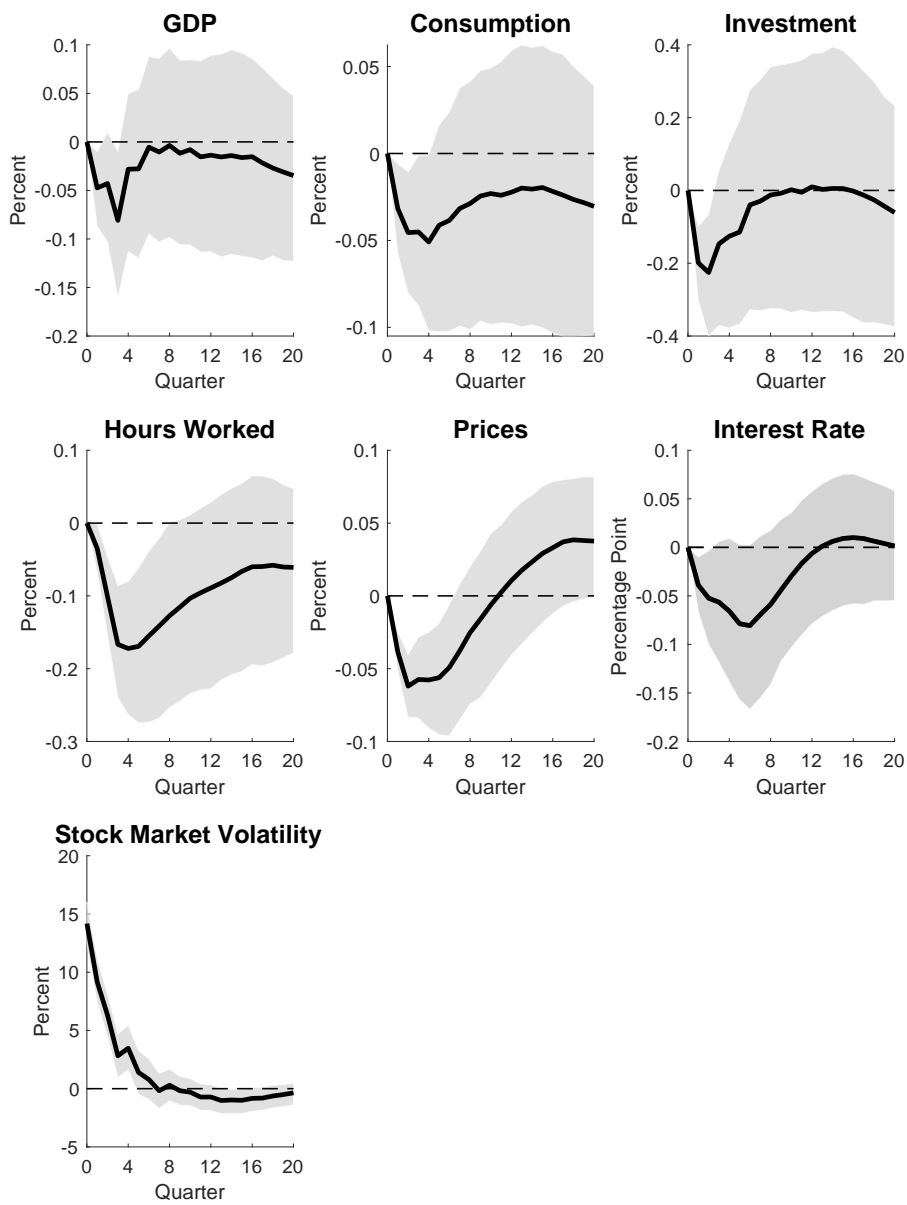 GDP
Percent
0.1
0.05
0
-0.05
-0.1
-0.15
-0.2
0 4 8 12 16 20
Quarter
Consumption
Percent
0.05
0
-0.05
-0.1
0 4 8 12 16 20
Quarter
Investment
Percent
0.4
0.2
0
-0.2
-0.4
0 4 8 12 16 20
Quarter
Hours Worked
Percent
0.1
0
-0.1
-0.2
-0.3
0 4 8 12 16 20
Quarter
Prices
Percent
0.1
0.05
0
-0.05
-0.1
0 4 8 12 16 20
Quarter
Interest Rate
Percentage Point
0.1
0.05
0
-0.05
-0.1
-0.15
-0.2
0 4 8 12 16 20
Quarter
Stock Market Volatility
Percent
20
15
10
5
0
-5
0 4 8 12 16 20
Quarter